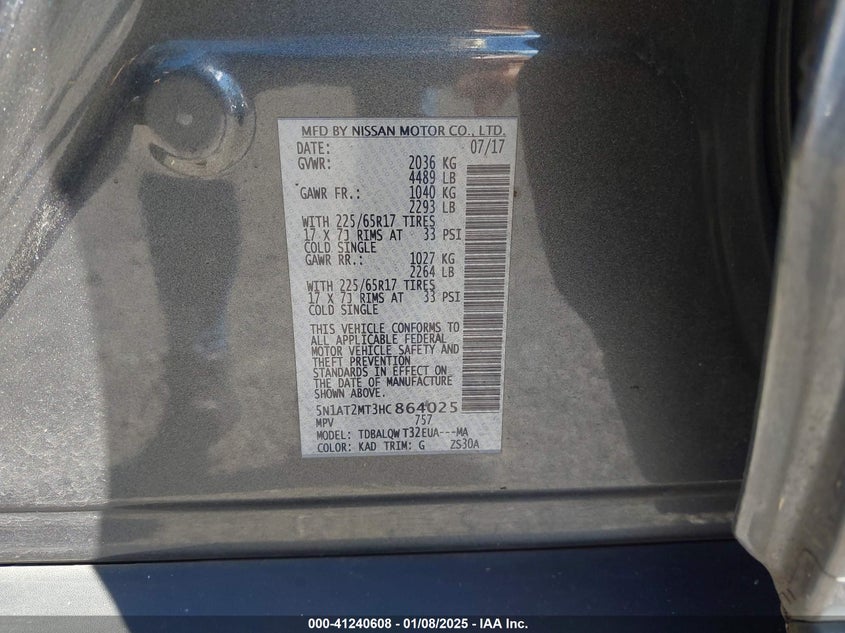 MFD BY NISSAN MOTOR CO., LTD.
DATE: 07/17
GVWR: 2036 KG
4489 LB
GAWR FR.: 1040 KG
2293 LB
WITH 225/65R17 TIRES
17 X 7J RIMS AT 33 PSI
COLD SINGLE
GAWR RR.: 1027 KG
2264 LB
WITH 225/65R17 TIRES
17 X 7J RIMS AT 33 PSI
COLD SINGLE
THIS VEHICLE CONFORMS TO
ALL APPLICABLE FEDERAL
MOTOR VEHICLE SAFETY AND
THEFT PREVENTION
STANDARDS IN EFFECT ON
THE DATE OF MANUFACTURE
SHOWN ABOVE.
5N1AT2MT3HC864025
MPV 757
MODEL: TDBALQW T32EUA---MA
COLOR: KAD TRIM: G ZS30A
000-41240608 - 01/08/2025 - IAA Inc.